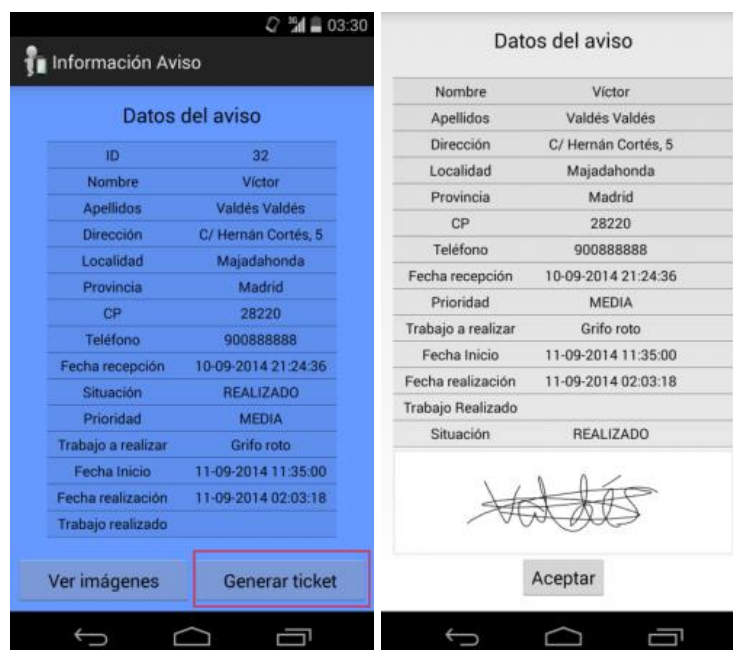 3G 03:30
Información Aviso
Datos del aviso
ID 32
Nombre Víctor
Apellidos Valdés Valdés
Dirección C/ Hernán Cortés, 5
Localidad Majadahonda
Provincia Madrid
CP 28220
Teléfono 900888888
Fecha recepción 10-09-2014 21:24:36
Situación REALIZADO
Prioridad MEDIA
Trabajo a realizar Grifo roto
Fecha Inicio 11-09-2014 11:35:00
Fecha realización 11-09-2014 02:03:18
Trabajo realizado
Ver imágenes Generar ticket
Datos del aviso
Nombre Víctor
Apellidos Valdés Valdés
Dirección C/ Hernán Cortés, 5
Localidad Majadahonda
Provincia Madrid
CP 28220
Teléfono 900888888
Fecha recepción 10-09-2014 21:24:36
Prioridad MEDIA
Trabajo a realizar Grifo roto
Fecha Inicio 11-09-2014 11:35:00
Fecha realización 11-09-2014 02:03:18
Trabajo Realizado
Situación REALIZADO
Valdés
Aceptar